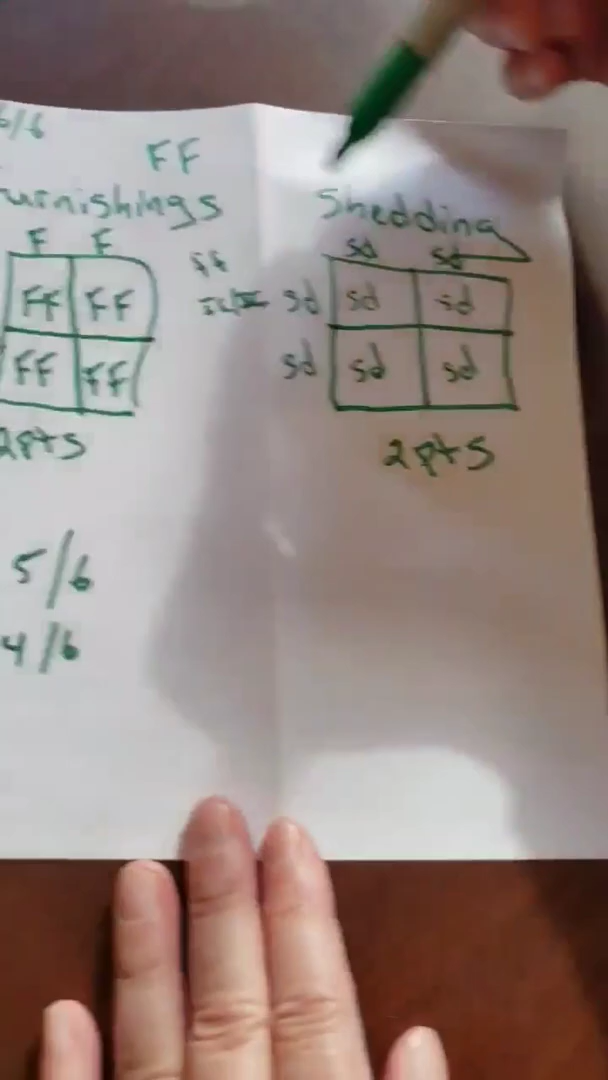 6/6
FF
urnishings
F F
FF FF
FF FF
2pts
5/6
4/6
ff
Shedding
sd sd
sd sd sd
sd sd sd
2pts